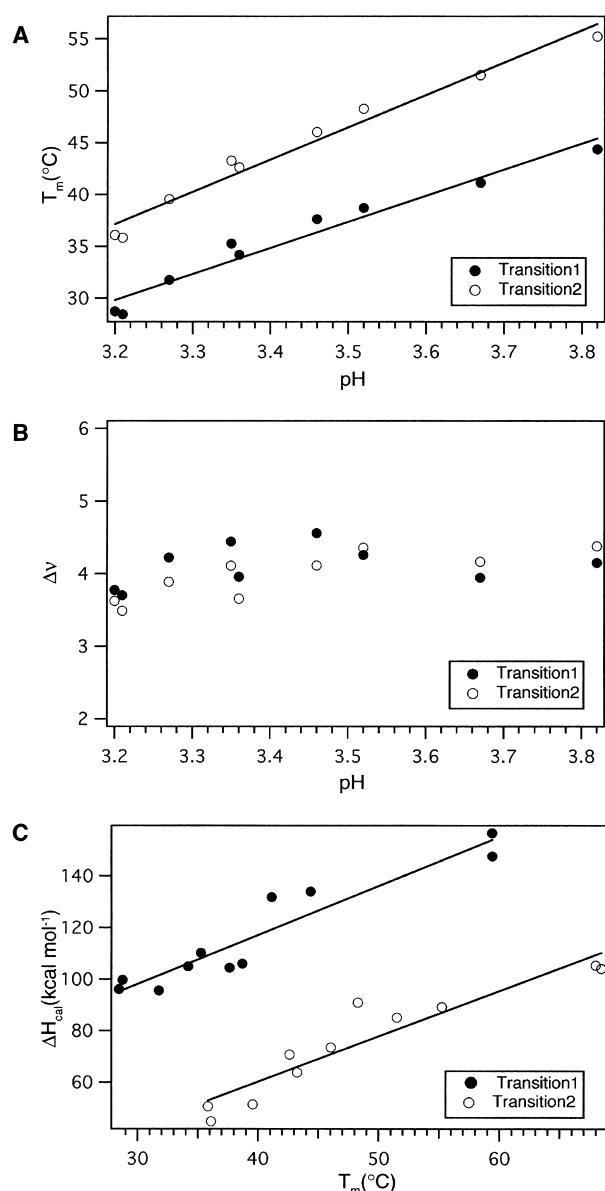 A
55
50
45
40
35
30
Tm(°C)
Transition1
Transition2
3.2 3.3 3.4 3.5 3.6 3.7 3.8
pH
B
6
5
4
3
2
Δν
Transition1
Transition2
3.2 3.3 3.4 3.5 3.6 3.7 3.8
pH
C
140
120
100
80
60
ΔHcal(kcal mol-1)
Transition1
Transition2
30 40 50 60
Tm(°C)